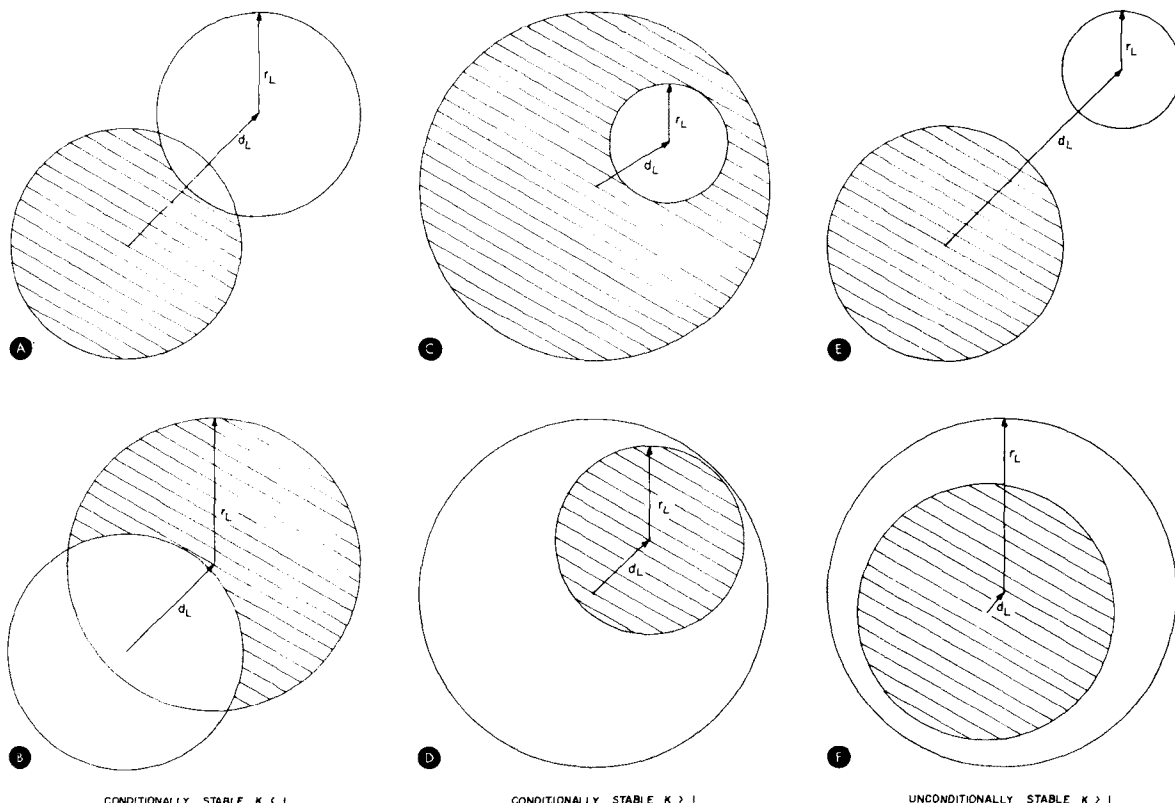 r_L
d_L
A
r_L
d_L
C
r_L
d_L
E
r_L
d_L
B
r_L
d_L
D
r_L
d_L
F
CONDITIONALLY STABLE K < 1
CONDITIONALLY STABLE K > 1
UNCONDITIONALLY STABLE K > 1